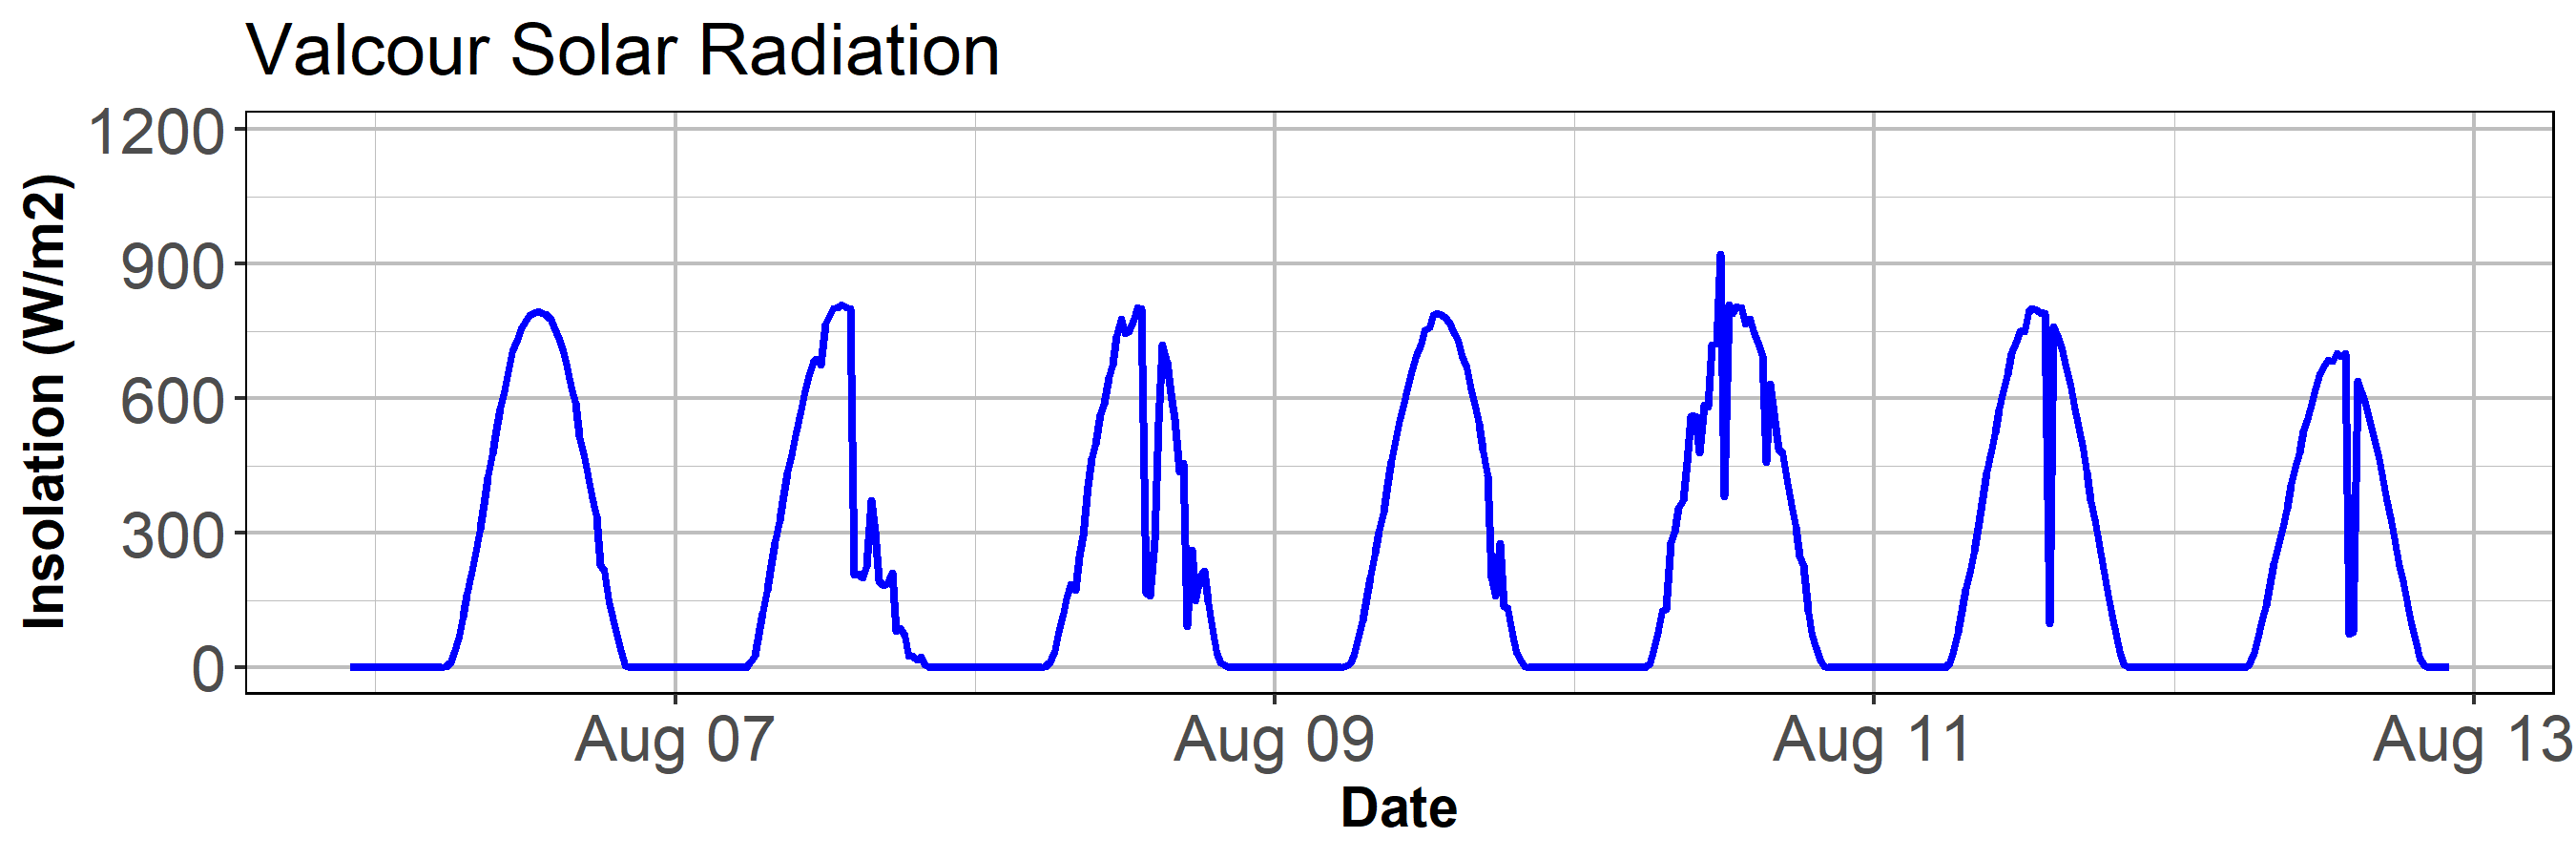 Valcour Solar Radiation
1200
900
600
300
0
Insolation (W/m2)
Aug 07 Aug 09 Aug 11 Aug 13
Date